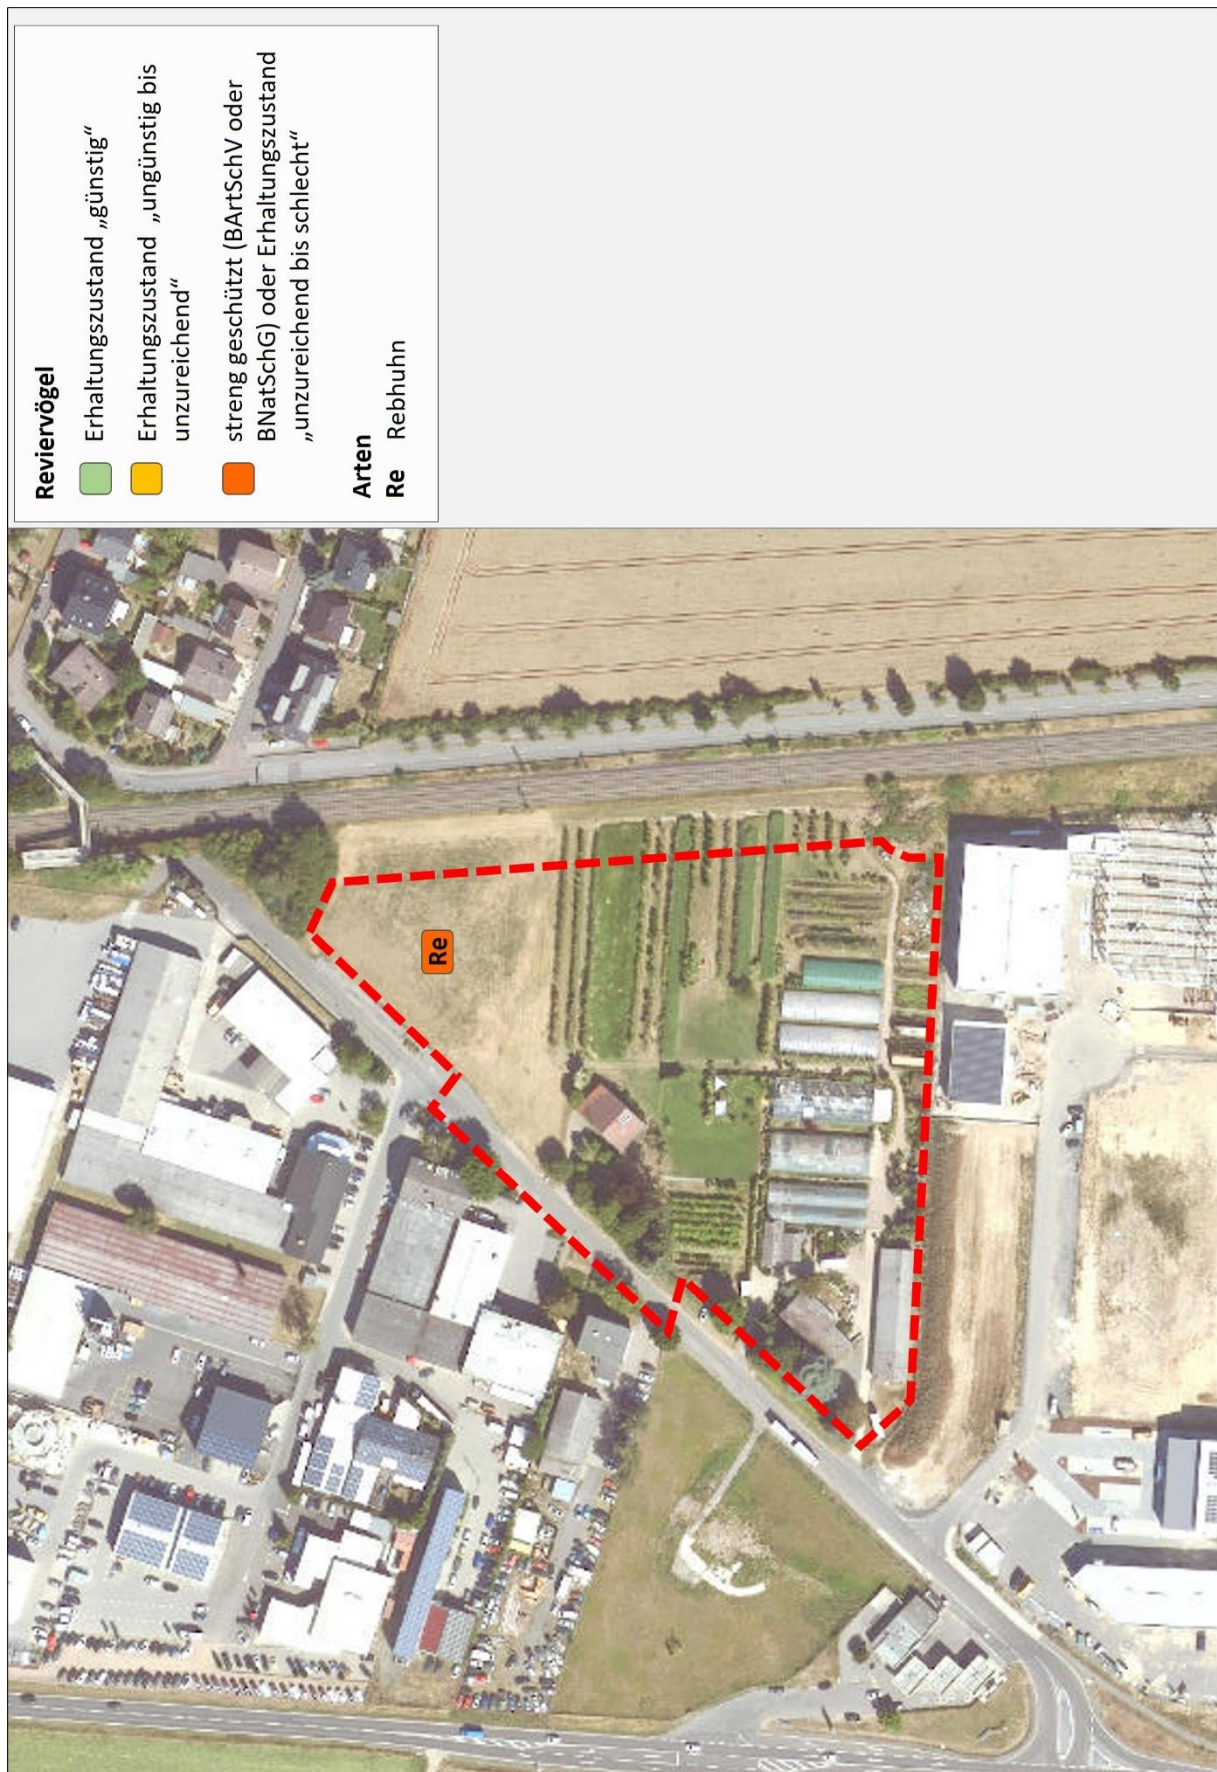 Reviervögel
Erhaltungszustand „günstig“
Erhaltungszustand „ungünstig bis
unzureichend“
streng geschützt (BArtSchV oder
BNatSchG) oder Erhaltungszustand
„unzureichend bis schlecht“
Arten
Re Rebhuhn
Re